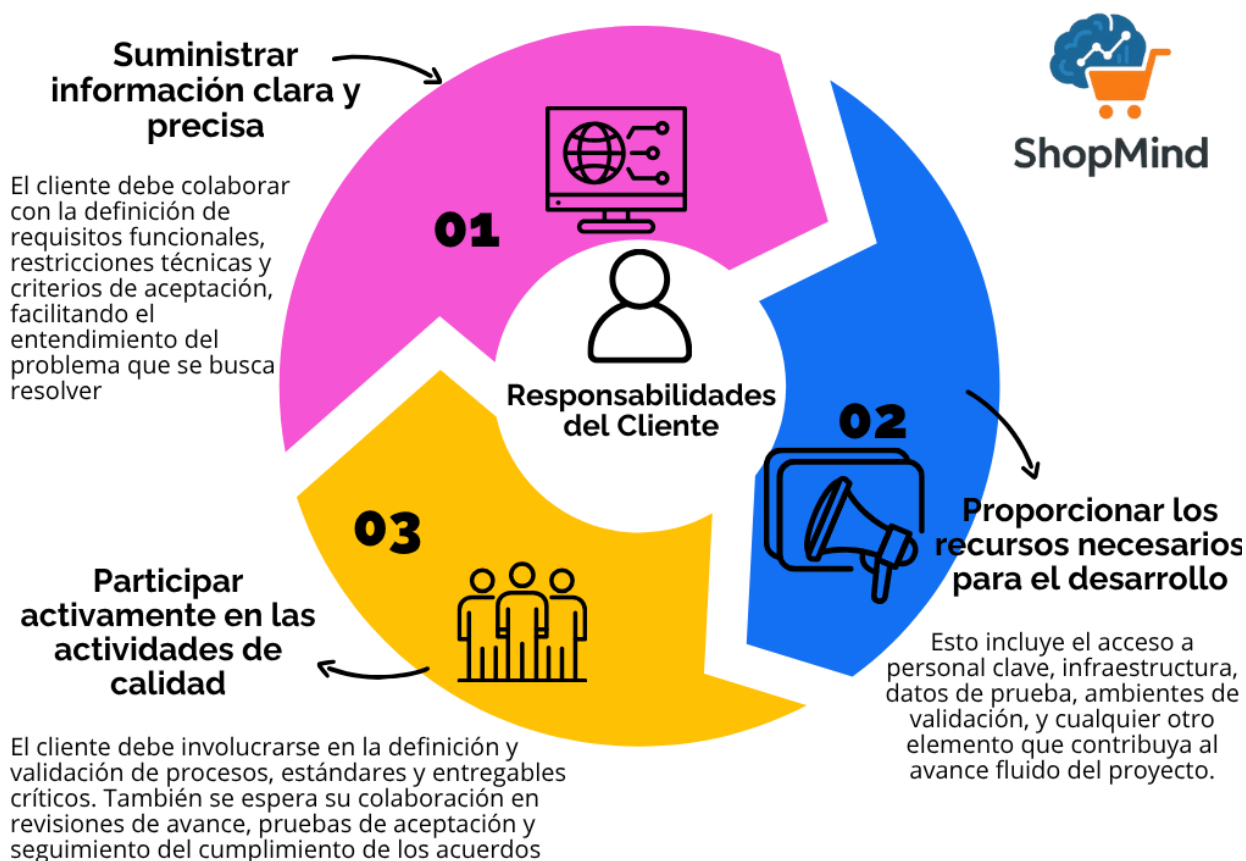 Suministrar
información clara y
precisa
El cliente debe colaborar
con la definición de
requisitos funcionales,
restricciones técnicas y
criterios de aceptación,
facilitando el
entendimiento del
problema que se busca
resolver
ShopMind
01
Responsabilidades
del Cliente
02
Proporcionar los
recursos necesarios
para el desarrollo
Esto incluye el acceso a
personal clave, infraestructura,
datos de prueba, ambientes de
validación, y cualquier otro
elemento que contribuya al
avance fluido del proyecto.
03
Participar
activamente en las
actividades de
calidad
El cliente debe involucrarse en la definición y
validación de procesos, estándares y entregables
críticos. También se espera su colaboración en
revisiones de avance, pruebas de aceptación y
seguimiento del cumplimiento de los acuerdos